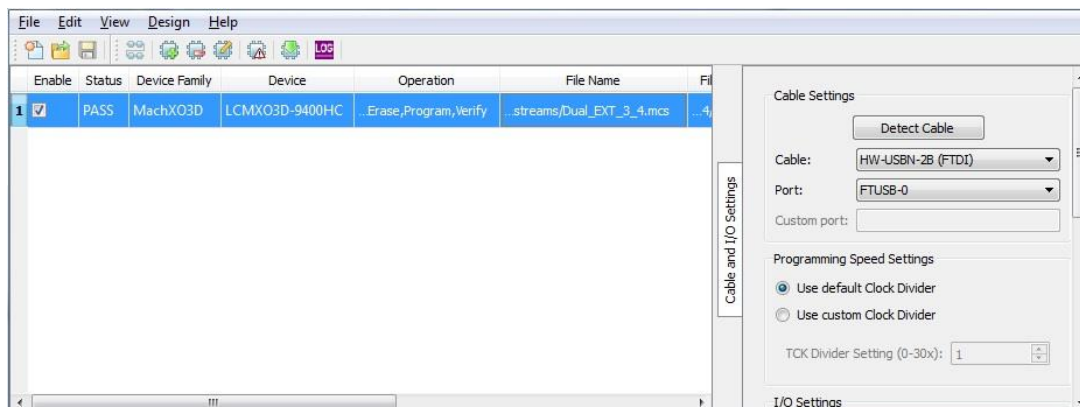 File Edit View Design Help
LOG
Enable Status Device Family Device Operation File Name Fil
1 PASS MachXO3D LCMXO3D-9400HC ...Erase,Program,Verify ...streams/Dual_EXT_3_4.mcs ...4,
Cable and I/O Settings
Cable Settings
Detect Cable
Cable: HW-USBN-2B (FTDI)
Port: FTUSB-0
Custom port:
Programming Speed Settings
Use default Clock Divider
Use custom Clock Divider
TCK Divider Setting (0-30x): 1
I/O Settings